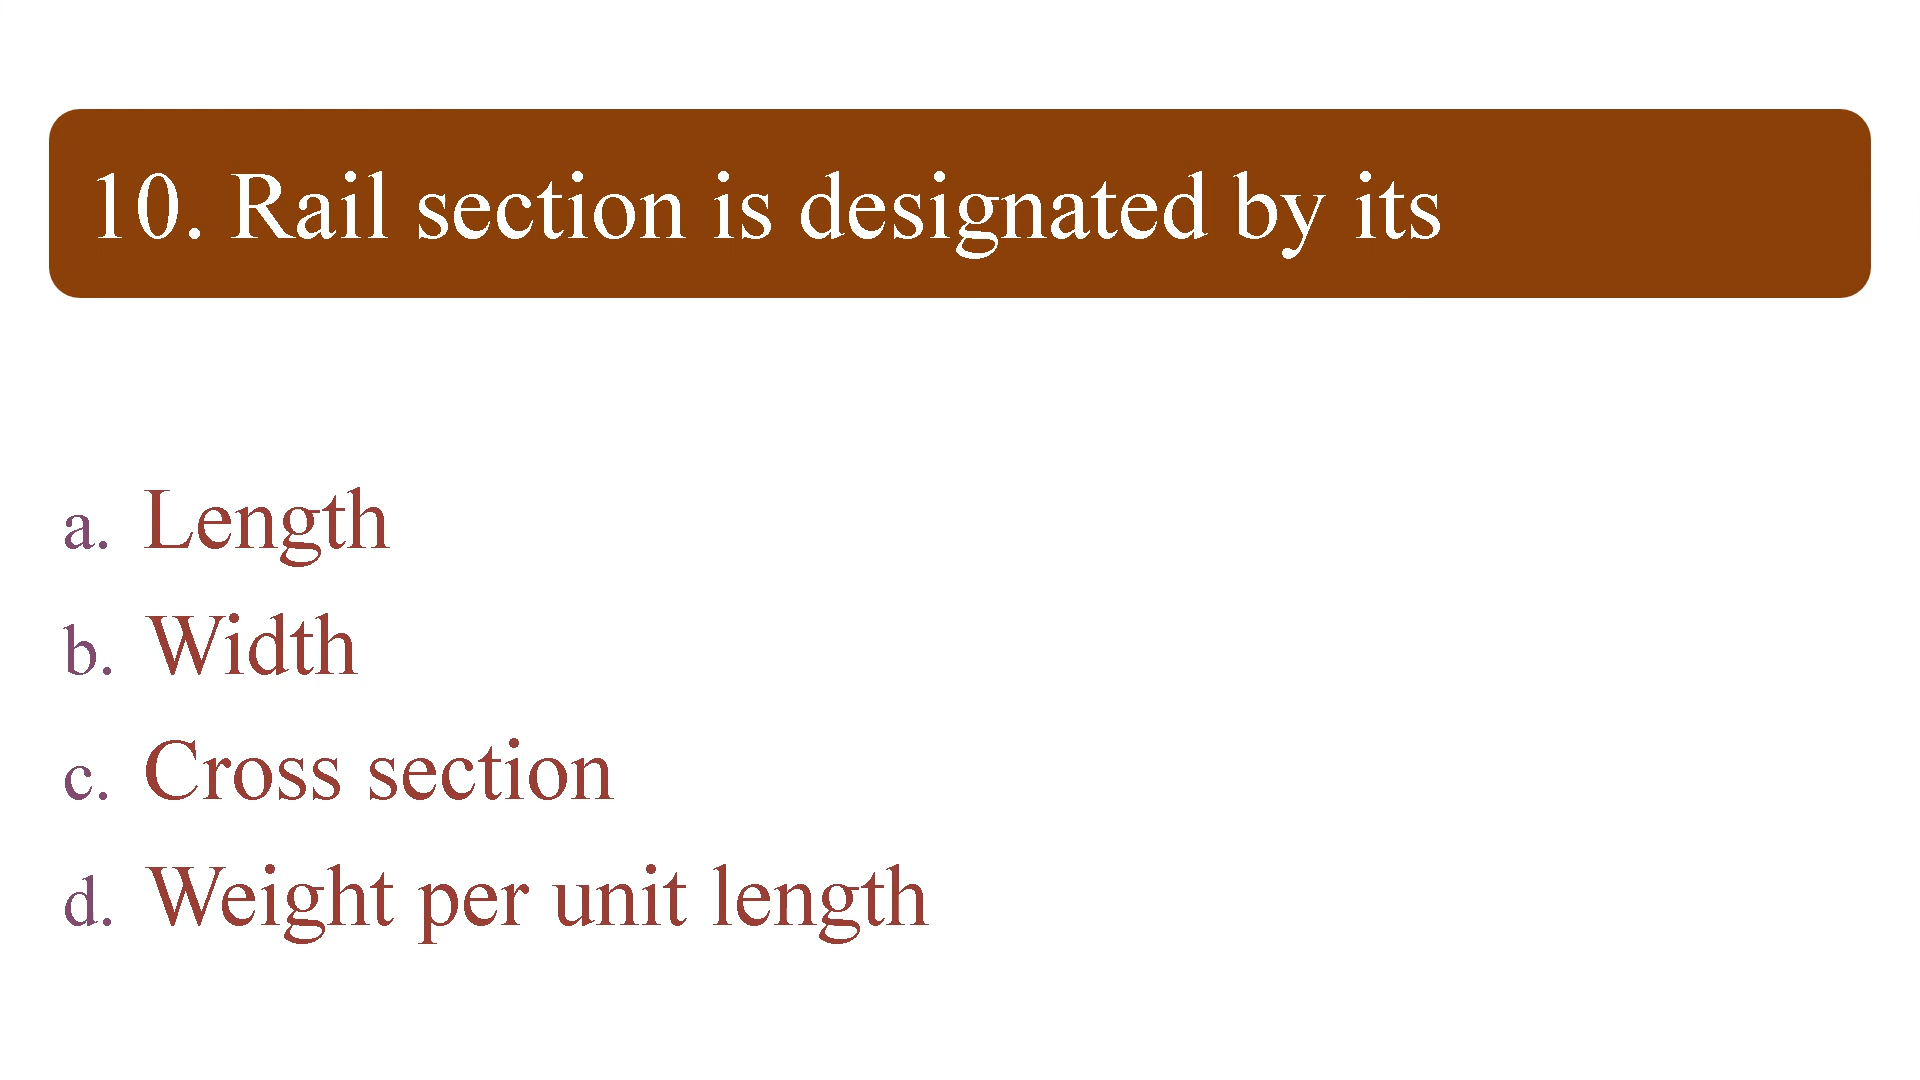 10. Rail section is designated by its
a. Length
b. Width
c. Cross section
d. Weight per unit length